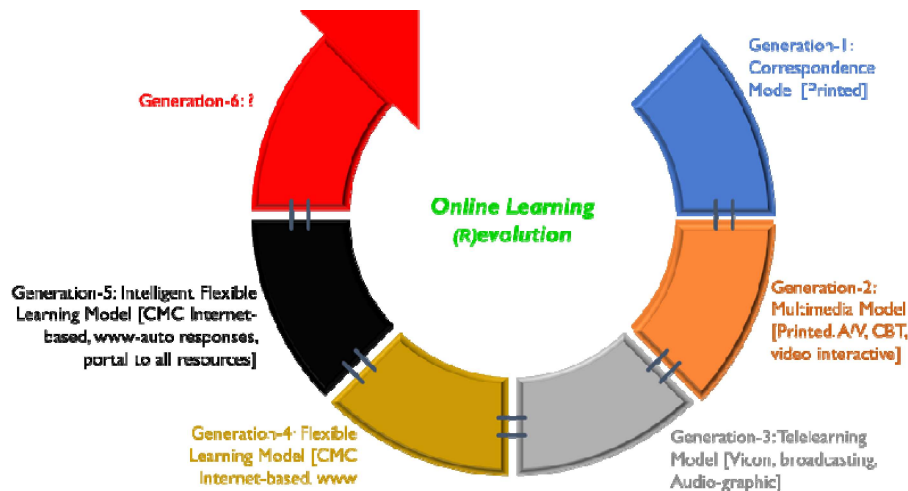 Generation-1:
Correspondence
Model [Printed]
Generation-6: ?
Online Learning
(R)evolution
Generation-2:
Multimedia Model
[Printed. A/V, CBT,
video interactive]
Generation-5: Intelligent Flexible
Learning Model [CMC Internet-
based, www-auto responses,
portal to all resources]
Generation-4: Flexible
Learning Model [CMC
Internet-based. www
Generation-3: Telelearning
Model [Vicon, broadcasting,
Audio-graphic]